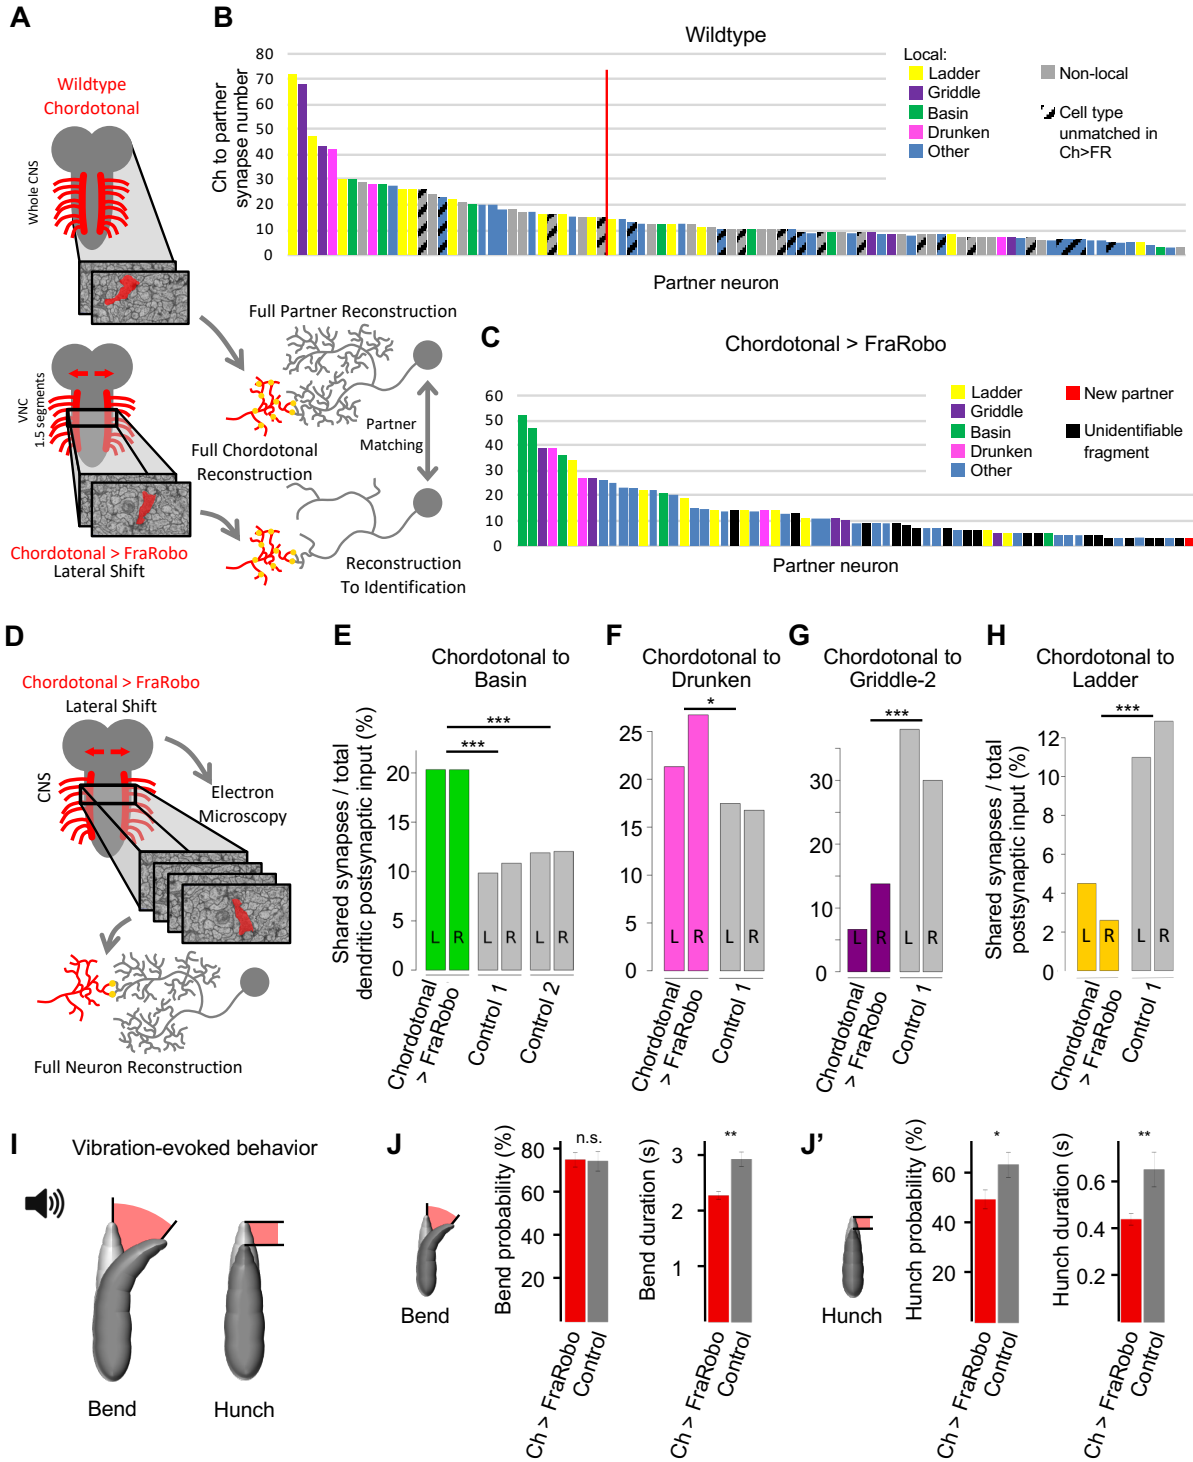 A
Wildtype
Chordotonal
Whole CNS
VNC
1.5 segments
Chordotonal > FraRobo
Lateral Shift
Full Partner Reconstruction
Partner
Matching
Full Chordotonal
Reconstruction
Reconstruction
To Identification
B
Wildtype
Ch to partner
synapse number
80
70
60
50
40
30
20
10
0
Partner neuron
Local:
Ladder
Griddle
Basin
Drunken
Other
Non-local
Cell type
unmatched in
Ch>FR
C
Chordotonal > FraRobo
60
50
40
30
20
10
0
Partner neuron
Ladder
Griddle
Basin
Drunken
Other
New partner
Unidentifiable
fragment
D
Chordotonal > FraRobo
Lateral Shift
CNS
Electron
Microscopy
Full Neuron Reconstruction
E
Chordotonal to
Basin
Shared synapses / total
dendritic postsynaptic input (%)
20
15
10
5
0
***
***
L R L R L R
Chordotonal
> FraRobo
Control 1
Control 2
F
Chordotonal to
Drunken
25
20
15
10
5
0
*
L R L R
Chordotonal
> FraRobo
Control 1
G
Chordotonal to
Griddle-2
30
20
10
0
***
L R L R
Chordotonal
> FraRobo
Control 1
H
Chordotonal to
Ladder
Shared synapses / total
postsynaptic input (%)
12
10
8
6
4
2
0
***
L R L R
Chordotonal
> FraRobo
Control 1
I
Vibration-evoked behavior
Bend
Hunch
J
Bend
Bend probability (%)
80
60
40
20
n.s.
Ch > FraRobo
Control
Bend duration (s)
3
2
1
**
Ch > FraRobo
Control
J'
Hunch
Hunch probability (%)
60
40
20
*
Ch > FraRobo
Control
Hunch duration (s)
0.6
0.4
0.2
**
Ch > FraRobo
Control